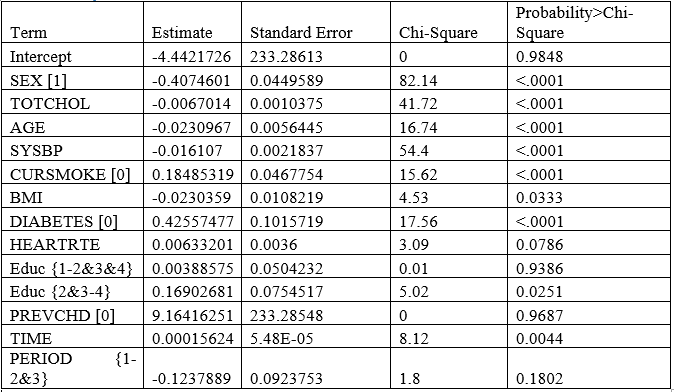 Term Estimate Standard Error Chi-Square Probability>Chi-Square
Intercept -4.4421726 233.28613 0 0.9848
SEX [1] -0.4074601 0.0449589 82.14 <.0001
TOTCHOL -0.0067014 0.0010375 41.72 <.0001
AGE -0.0230967 0.0056445 16.74 <.0001
SYSBP -0.016107 0.0021837 54.4 <.0001
CURSMOKE [0] 0.18485319 0.0467754 15.62 <.0001
BMI -0.0230359 0.0108219 4.53 0.0333
DIABETES [0] 0.42557477 0.1015719 17.56 <.0001
HEARTRTE 0.00633201 0.0036 3.09 0.0786
Educ {1-2&3&4} 0.00388575 0.0504232 0.01 0.9386
Educ {2&3-4} 0.16902681 0.0754517 5.02 0.0251
PREVCHD [0] 9.16416251 233.28548 0 0.9687
TIME 0.00015624 5.48E-05 8.12 0.0044
PERIOD {1-2&3} -0.1237889 0.0923753 1.8 0.1802